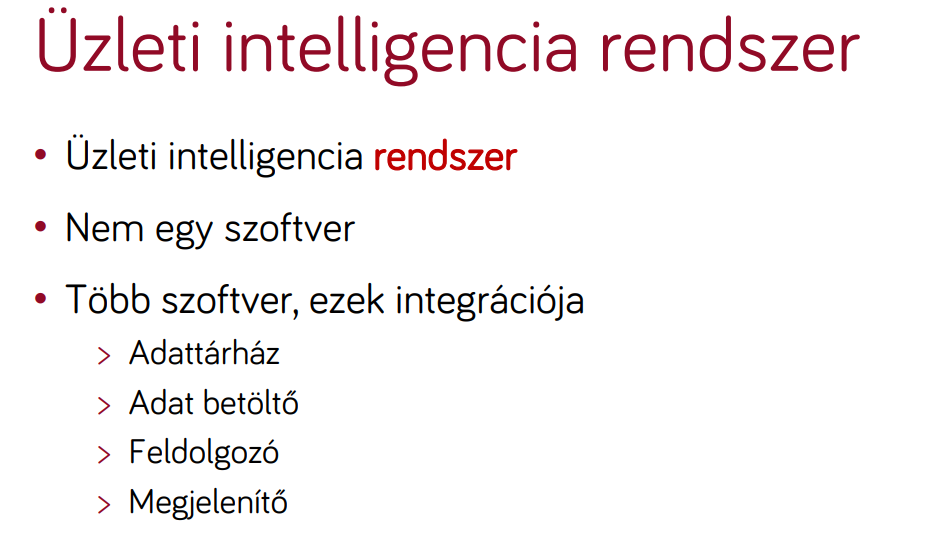 Üzleti intelligencia rendszer
• Üzleti intelligencia rendszer
• Nem egy szoftver
• Több szoftver, ezek integrációja
> Adattárház
> Adat betöltő
> Feldolgozó
> Megjelenítő